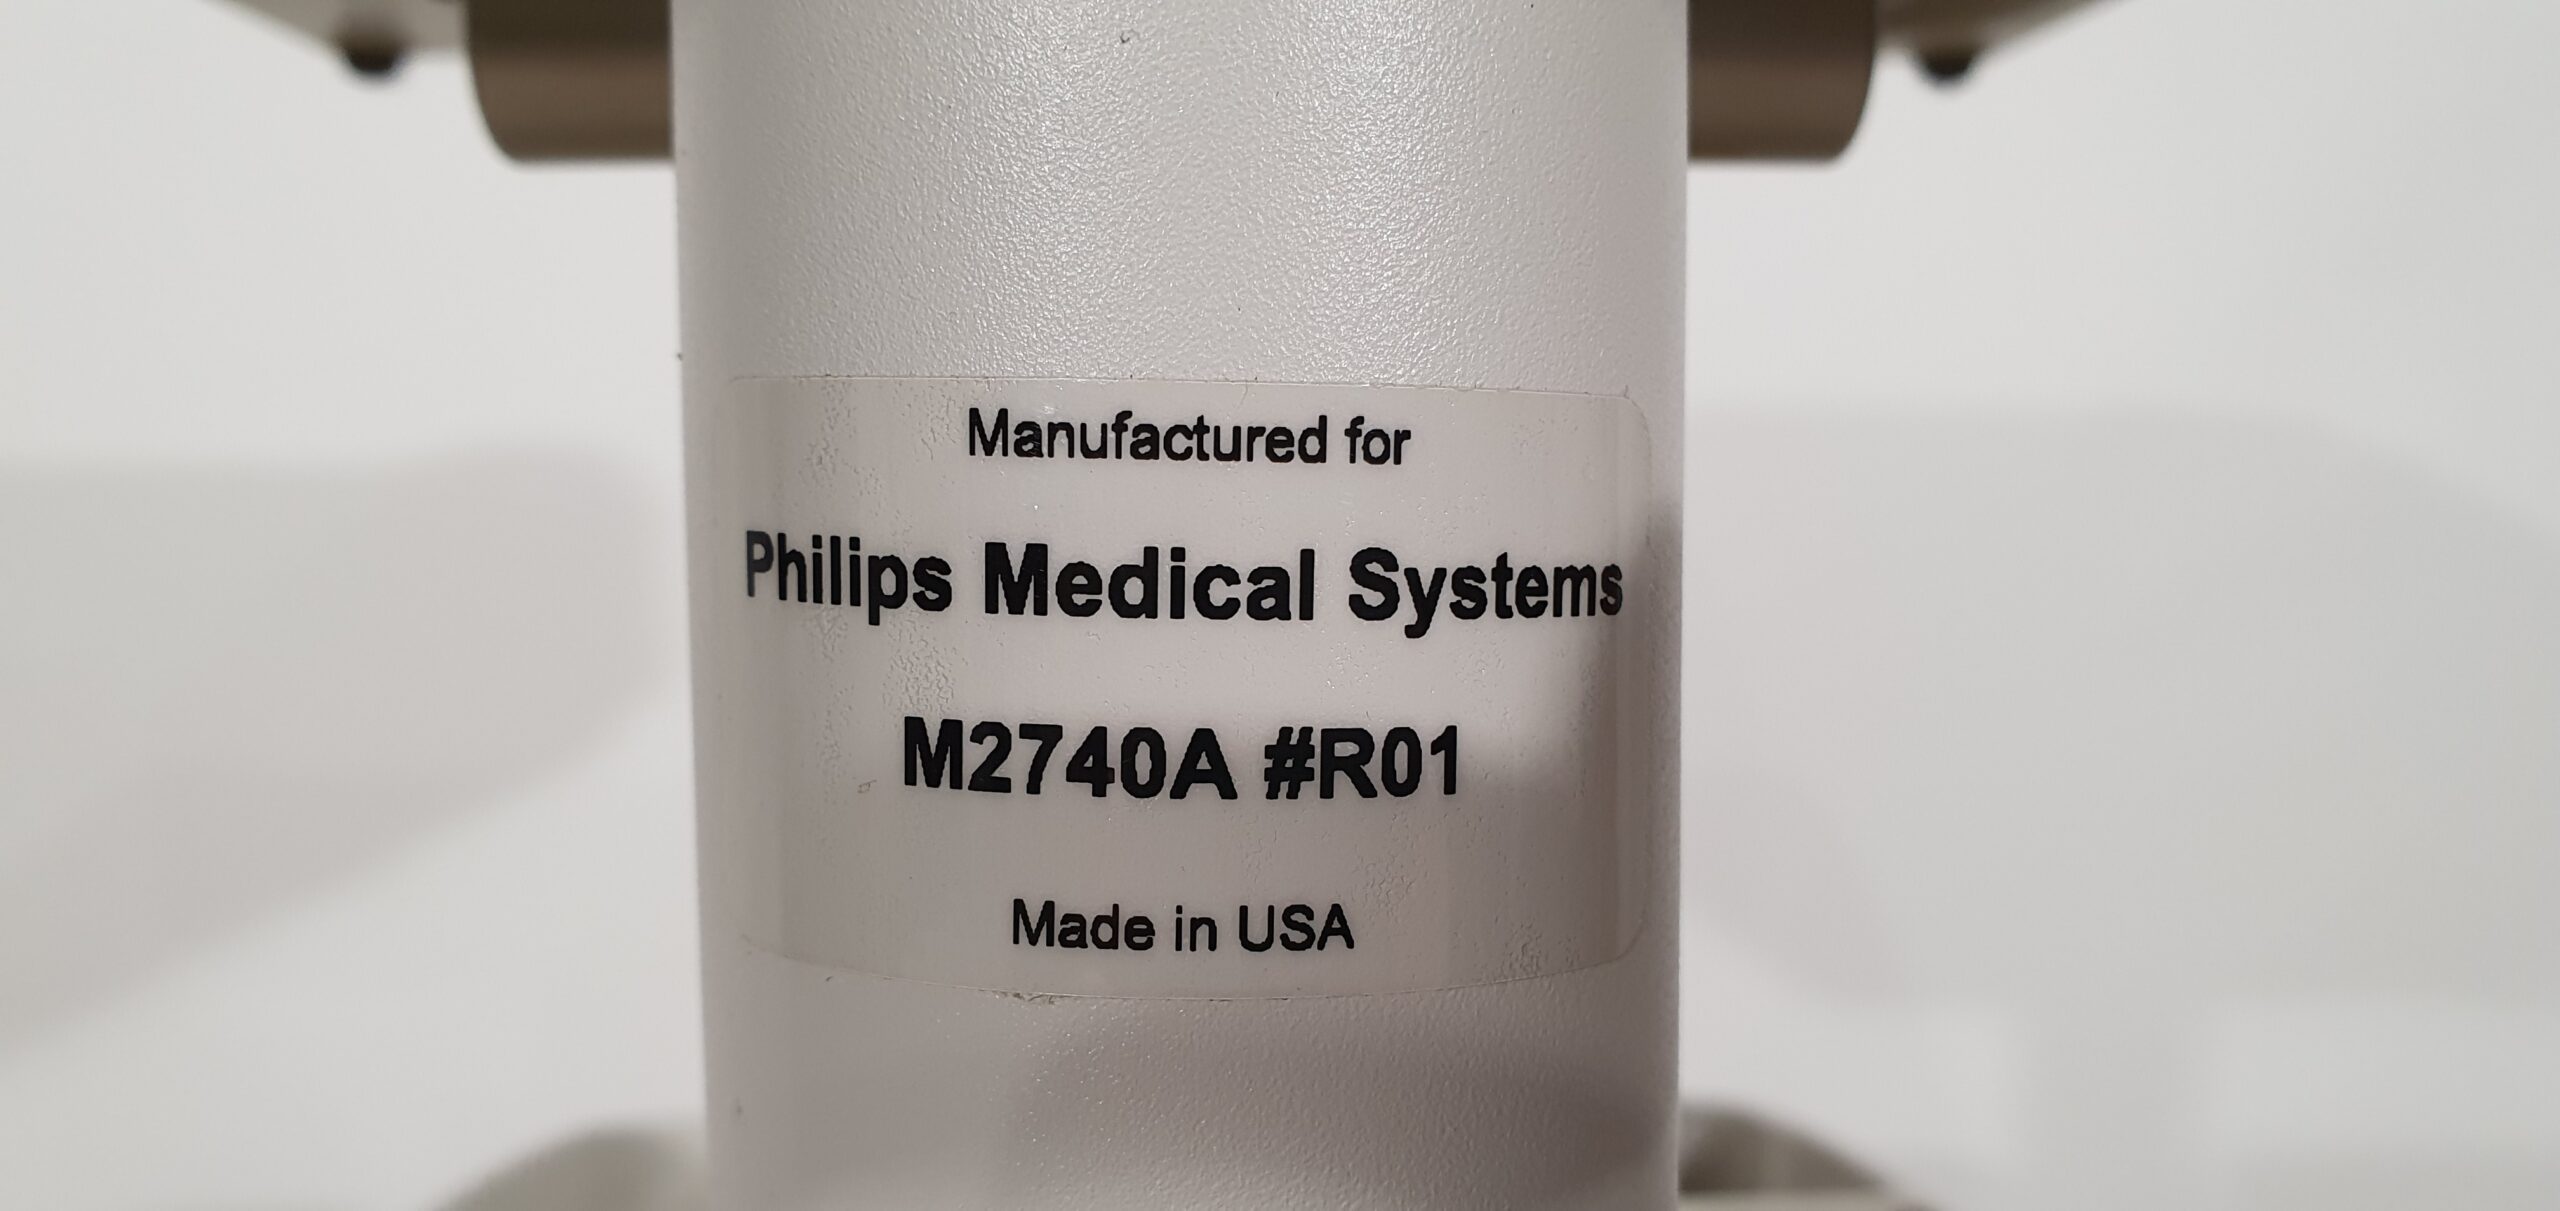 Manufactured for
Philips Medical Systems
M2740A #R01
Made in USA